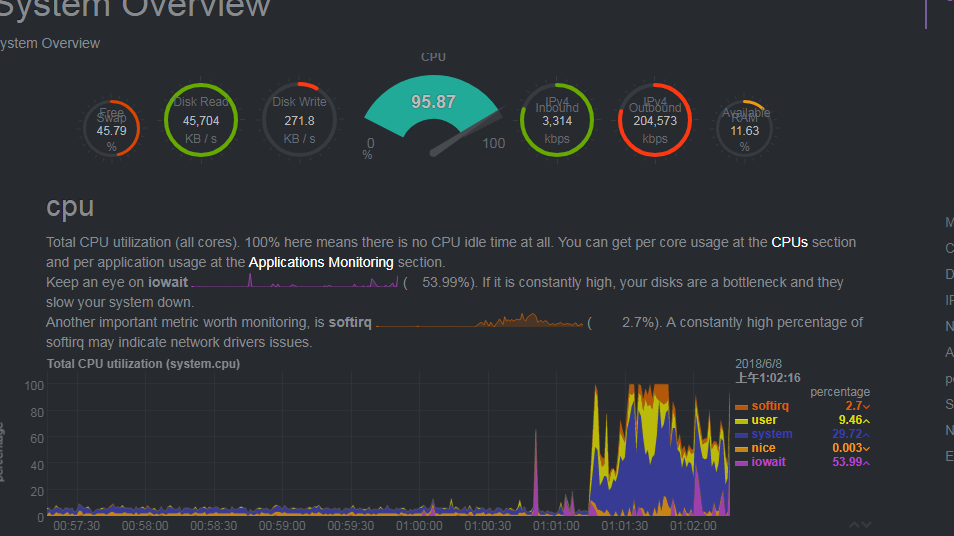 System Overview
ystem Overview
CPU
Free
Swap
45.79
%
Disk Read
45,704
KB / s
Disk Write
271.8
KB / s
95.87
0
100
%
IPv4
Inbound
3,314
kbps
IPv4
Outbound
204,573
kbps
Available
RAM
11.63
%
cpu
Total CPU utilization (all cores). 100% here means there is no CPU idle time at all. You can get per core usage at the CPUs section
and per application usage at the Applications Monitoring section.
Keep an eye on iowait ( 53.99%). If it is constantly high, your disks are a bottleneck and they
slow your system down.
Another important metric worth monitoring, is softirq ( 2.7%). A constantly high percentage of
softirq may indicate network drivers issues.
Total CPU utilization (system.cpu)
2018/6/8
上午1:02:16
percentage
softirq 2.7
user 9.46
system 29.72
nice 0.003
iowait 53.99
percentage
100
80
60
40
20
0
00:57:30 00:58:00 00:58:30 00:59:00 00:59:30 01:00:00 01:00:30 01:01:00 01:01:30 01:02:00